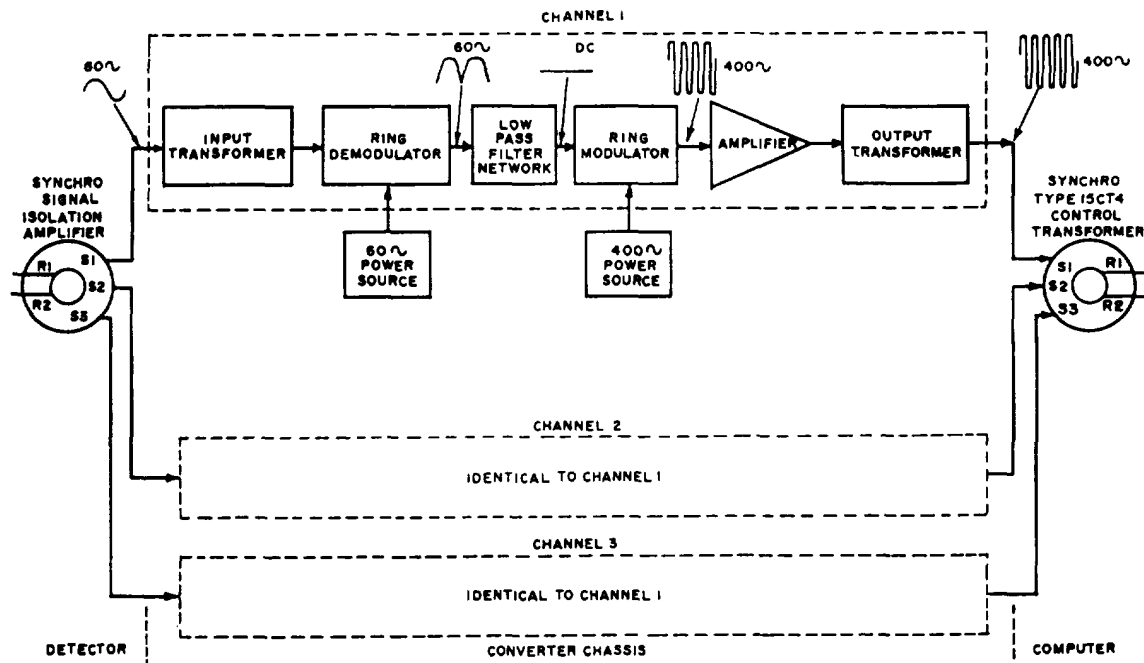 CHANNEL 1
60~
60~
DC
400~
400~
INPUT
TRANSFORMER
RING
DEMODULATOR
LOW
PASS
FILTER
NETWORK
RING
MODULATOR
AMPLIFIER
OUTPUT
TRANSFORMER
SYNCHRO
SIGNAL
ISOLATION
AMPLIFIER
S1
R1
R2
S2
S3
60~
POWER
SOURCE
400~
POWER
SOURCE
SYNCHRO
TYPE 15CT4
CONTROL
TRANSFORMER
S1
R1
S2
R2
S3
CHANNEL 2
IDENTICAL TO CHANNEL 1
CHANNEL 3
IDENTICAL TO CHANNEL 1
DETECTOR
CONVERTER CHASSIS
COMPUTER